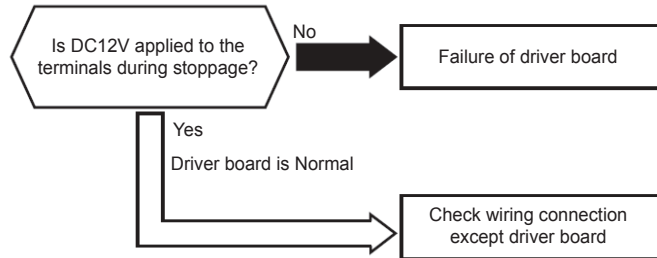 Is DC12V applied to the
terminals during stoppage?
No
Failure of driver board
Yes
Driver board is Normal
Check wiring connection
except driver board